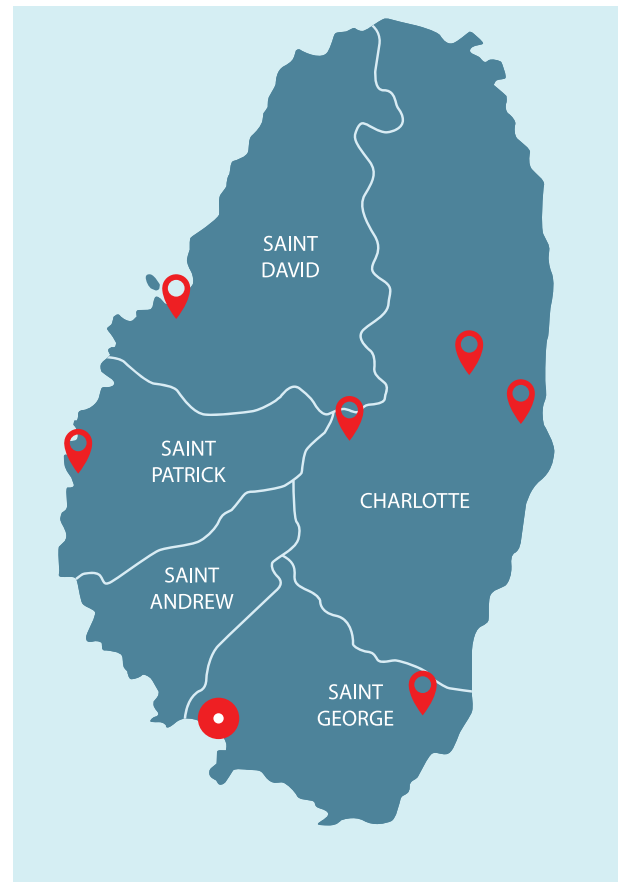 SAINT
DAVID
SAINT
PATRICK
CHARLOTTE
SAINT
ANDREW
SAINT
GEORGE